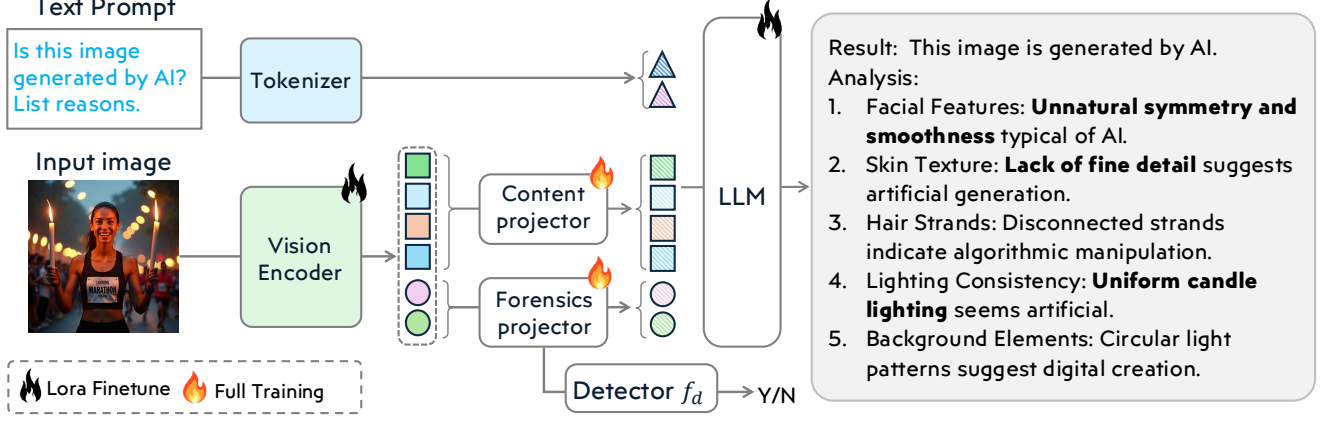 Text Prompt
Is this image
generated by AI?
List reasons.
Tokenizer
Input image
MARATHON
Vision
Encoder
Content
projector
Forensics
projector
Detector f_d
Y/N
LLM
Lora Finetune
Full Training
Result: This image is generated by AI.
Analysis:
1. Facial Features: Unnatural symmetry and
smoothness typical of AI.
2. Skin Texture: Lack of fine detail suggests
artificial generation.
3. Hair Strands: Disconnected strands
indicate algorithmic manipulation.
4. Lighting Consistency: Uniform candle
lighting seems artificial.
5. Background Elements: Circular light
patterns suggest digital creation.